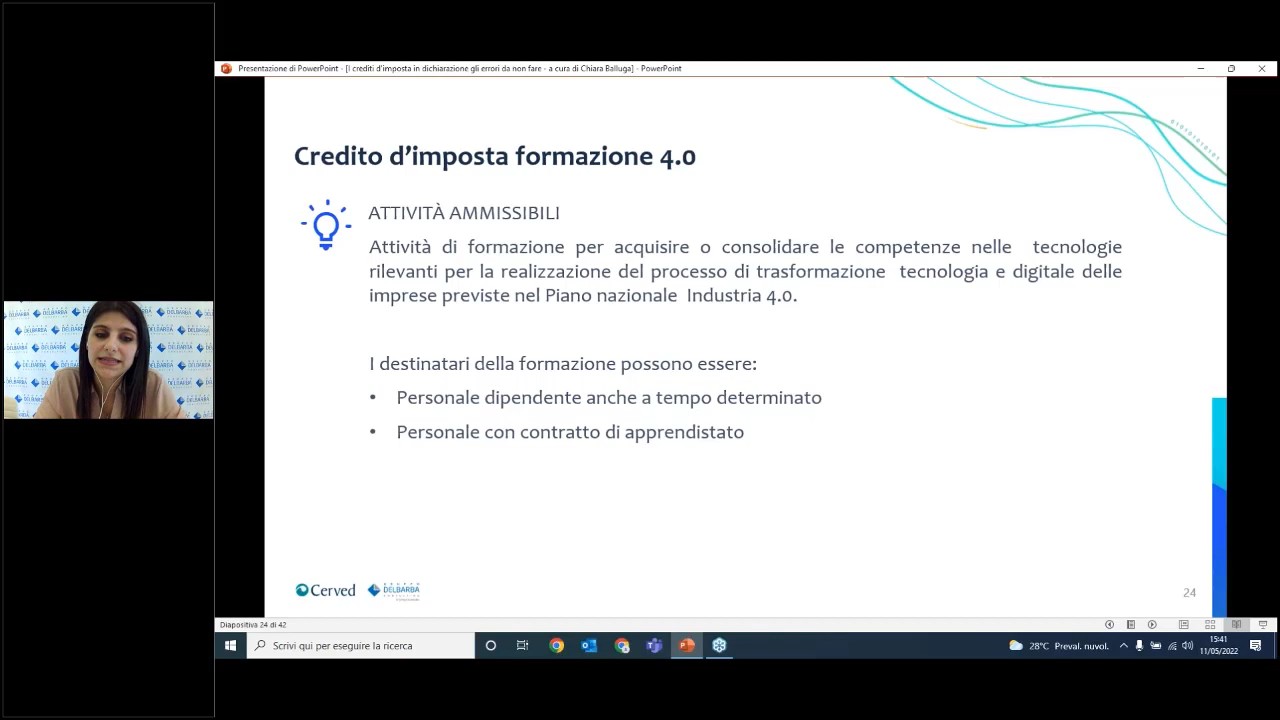 Presentazione di PowerPoint - [I crediti d'imposta in dichiarazione gli errori da non fare - a cura di Chiara Balluga] - PowerPoint
Credito d’imposta formazione 4.0
ATTIVITÀ AMMISSIBILI
Attività di formazione per acquisire o consolidare le competenze nelle tecnologie
rilevanti per la realizzazione del processo di trasformazione tecnologia e digitale delle
imprese previste nel Piano nazionale Industria 4.0.
I destinatari della formazione possono essere:
• Personale dipendente anche a tempo determinato
• Personale con contratto di apprendistato
Cerved
GRUPPO
DELBARBA
24
Diapositiva 24 di 42
Scrivi qui per eseguire la ricerca
28°C Preval. nuvol.
15:41
11/05/2022